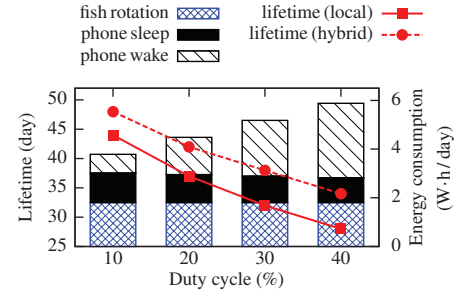 fish rotation
phone sleep
phone wake
lifetime (local)
lifetime (hybrid)
Lifetime (day)
50
45
40
35
30
25
10
20
30
40
Duty cycle (%)
6
4
2
0
Energy consumption
(W·h/day)